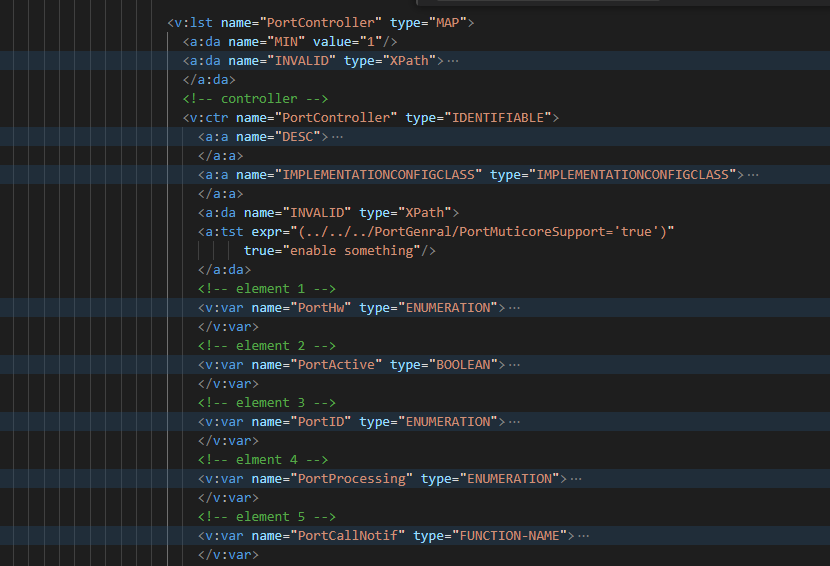 <v:lst name="PortController" type="MAP">
<a:da name="MIN" value="1"/>
<a:da name="INVALID" type="XPath">···
</a:da>
<!-- controller -->
<v:ctr name="PortController" type="IDENTIFIABLE">
<a:a name="DESC">···
</a:a>
<a:a name="IMPLEMENTATIONCONFIGCLASS" type="IMPLEMENTATIONCONFIGCLASS">···
</a:a>
<a:da name="INVALID" type="XPath">
<a:tst expr="(../../../PortGenral/PortMuticoreSupport='true')"
true="enable something"/>
</a:da>
<!-- element 1 -->
<v:var name="PortHw" type="ENUMERATION">···
</v:var>
<!-- element 2 -->
<v:var name="PortActive" type="BOOLEAN">···
</v:var>
<!-- element 3 -->
<v:var name="PortID" type="ENUMERATION">···
</v:var>
<!-- elment 4 -->
<v:var name="PortProcessing" type="ENUMERATION">···
</v:var>
<!-- element 5 -->
<v:var name="PortCallNotif" type="FUNCTION-NAME">···
</v:var>